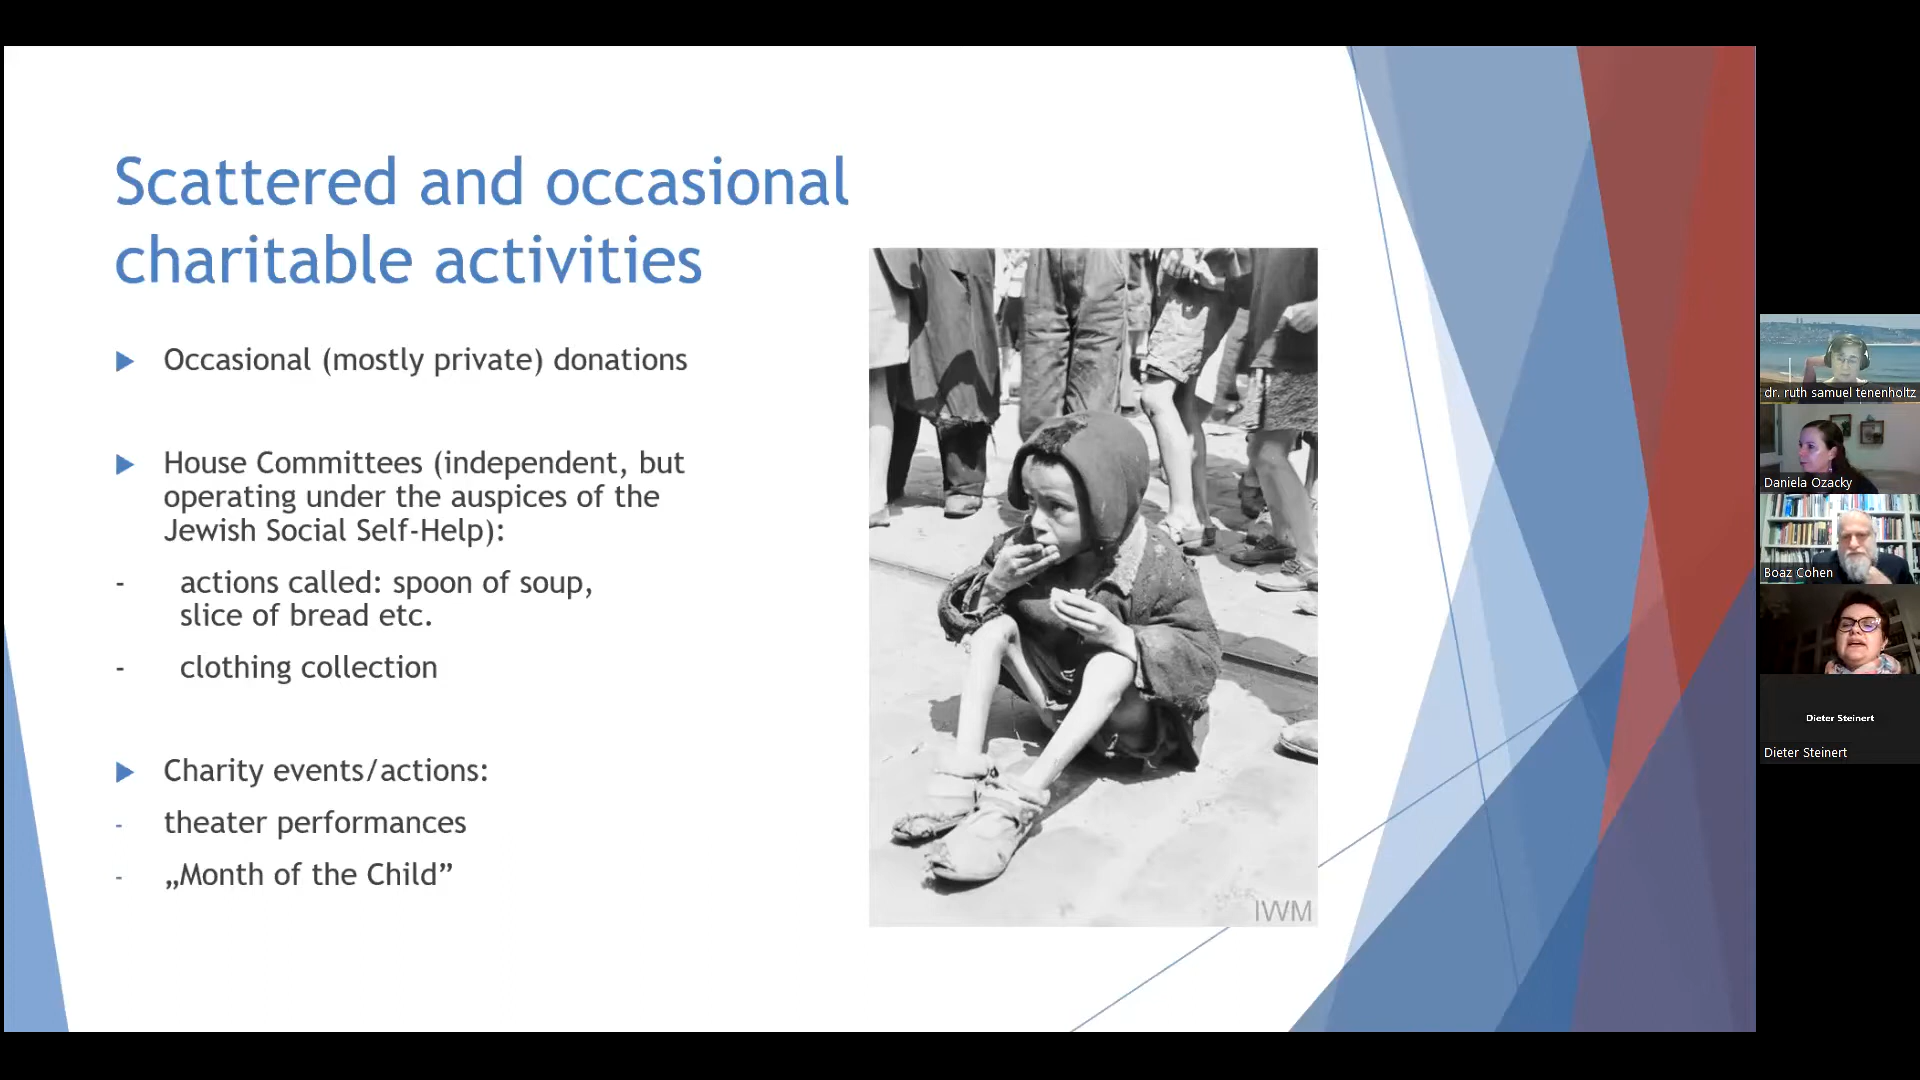 Scattered and occasional
charitable activities
Occasional (mostly private) donations
House Committees (independent, but
operating under the auspices of the
Jewish Social Self-Help):
- actions called: spoon of soup,
slice of bread etc.
- clothing collection
Charity events/actions:
- theater performances
- „Month of the Child”
IWM
dr. ruth samuel tenenholtz
Daniela Ozacky
Boaz Cohen
Dieter Steinert
Dieter Steinert